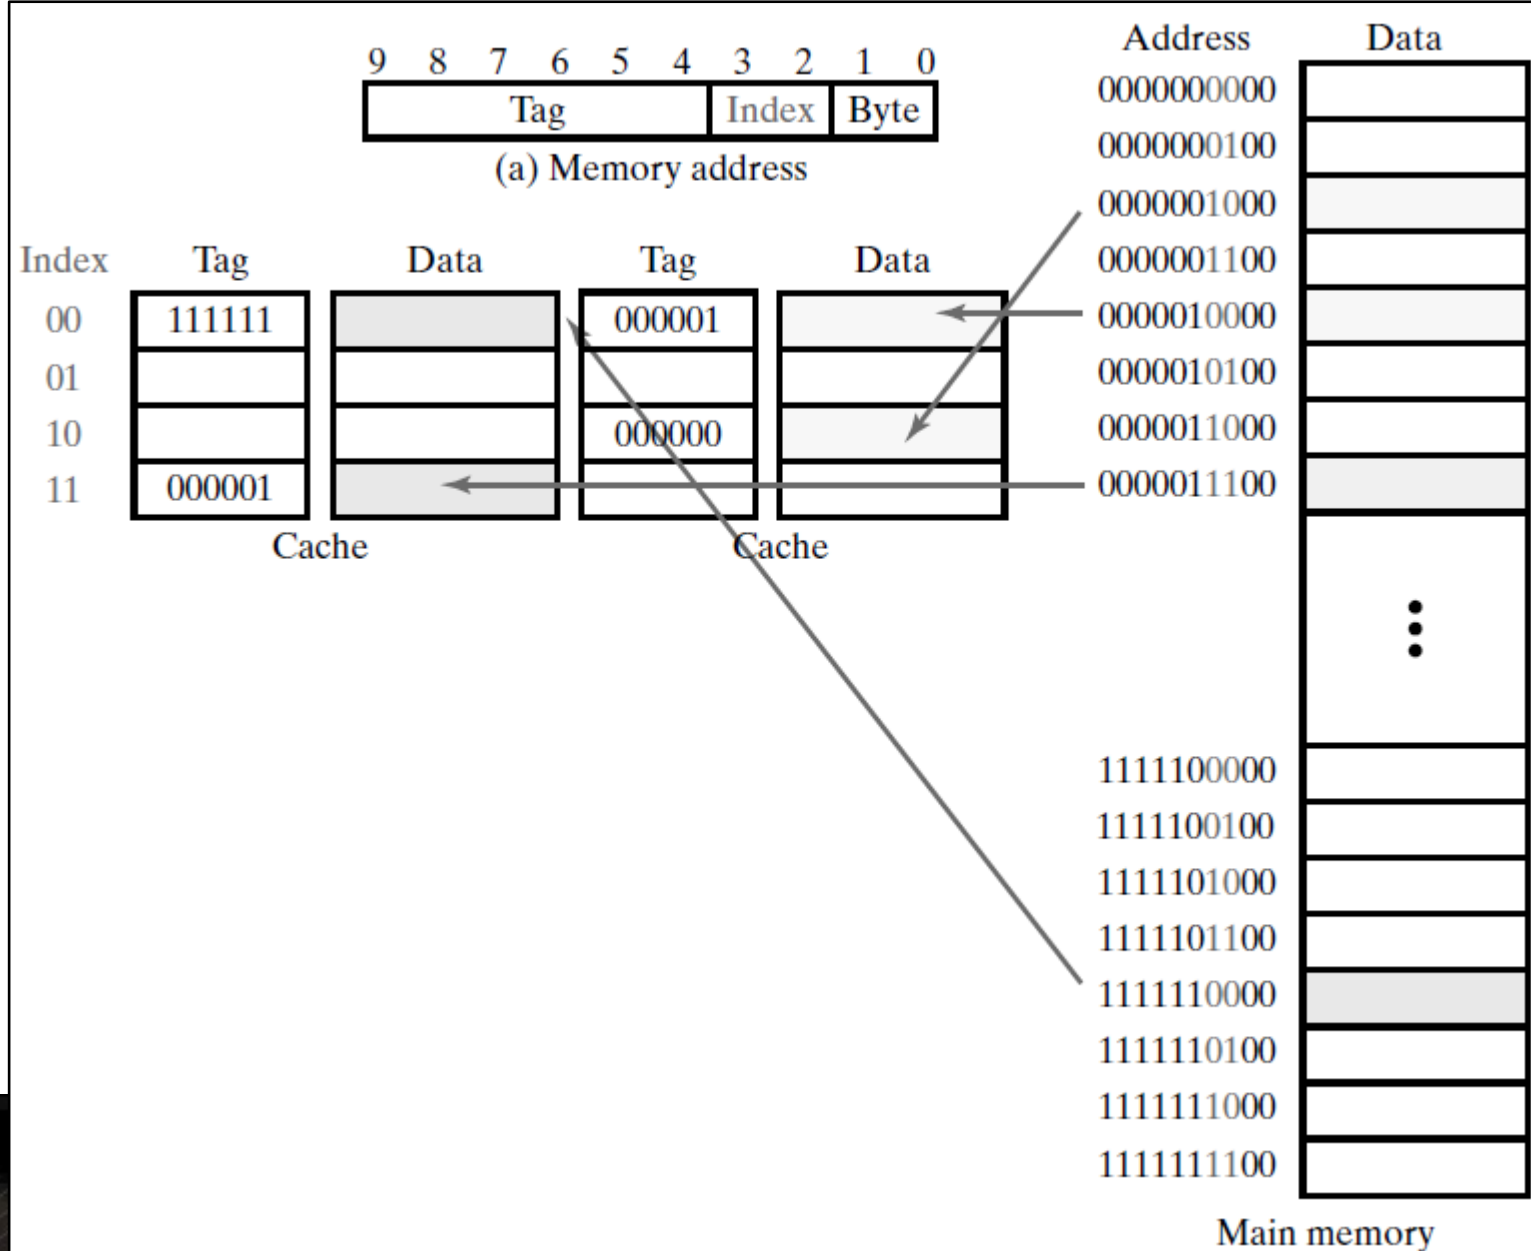 9 8 7 6 5 4 3 2 1 0
Tag Index Byte
(a) Memory address
Index Tag Data Tag Data
00 111111 000001
01
10 000000
11 000001
Cache Cache
Address Data
0000000000
0000000100
0000001000
0000001100
0000010000
0000010100
0000011000
0000011100
1111100000
1111100100
1111101000
1111101100
1111110000
1111110100
1111111000
1111111100
Main memory